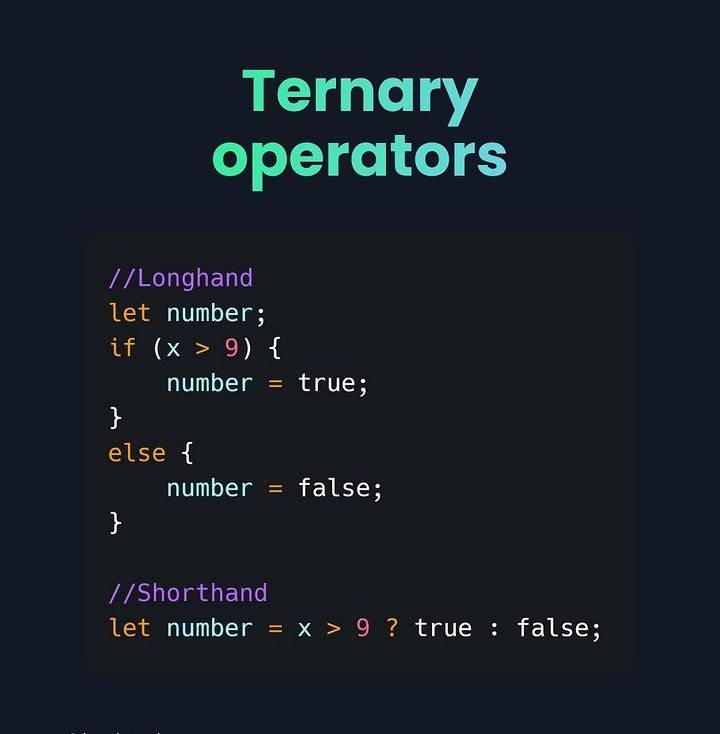 Ternary
operators
//Longhand
let number;
if (x > 9) {
    number = true;
}
else {
    number = false;
}
//Shorthand
let number = x > 9 ? true : false;